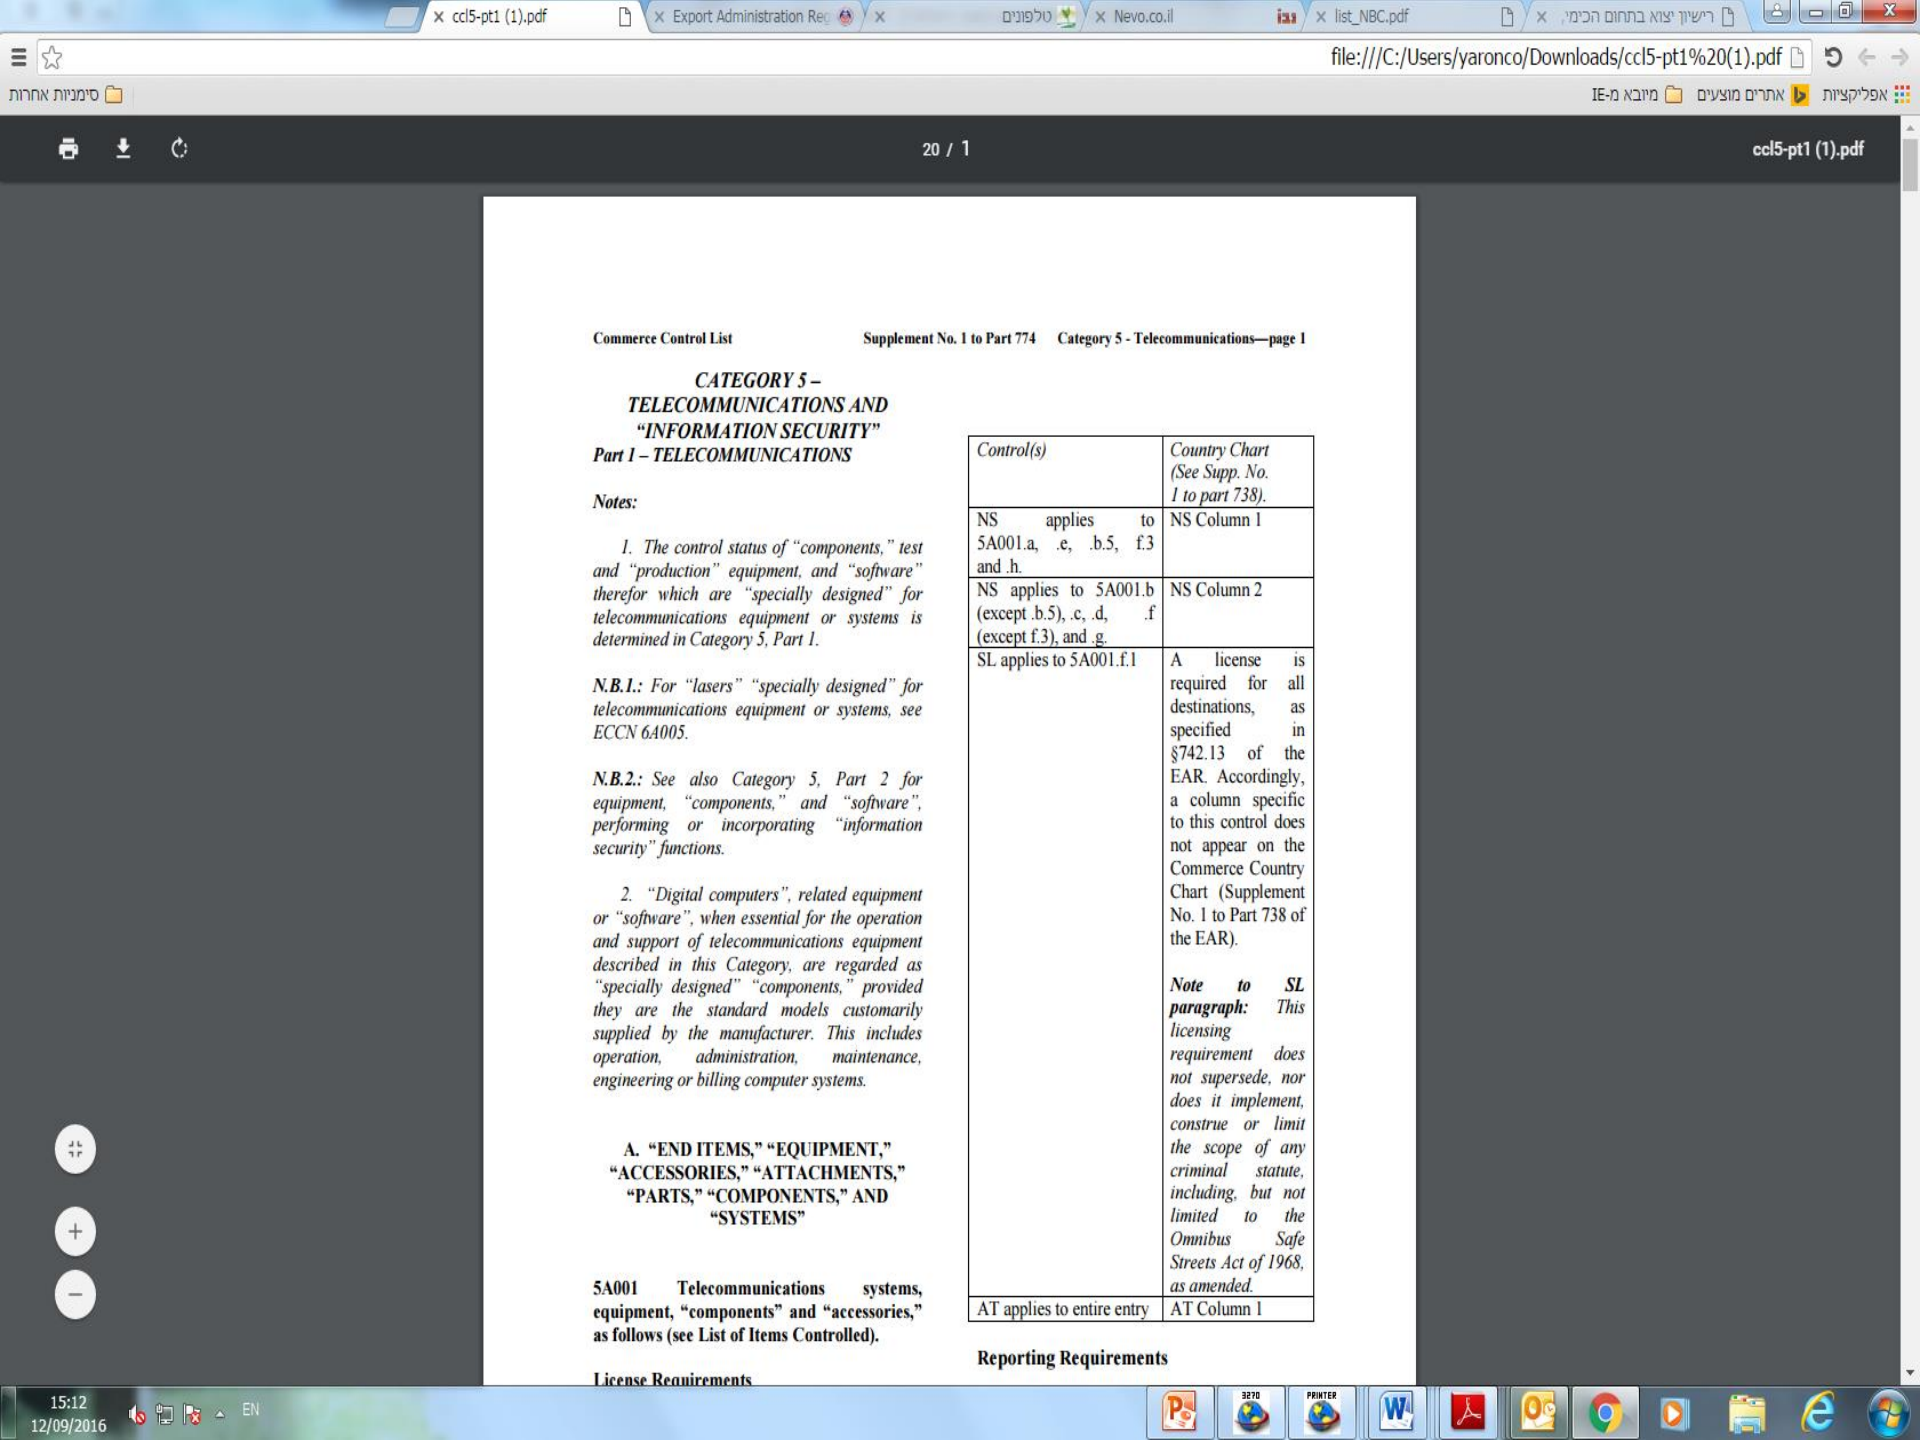 ccl5-pt1 (1).pdf
Export Administration Reg
טלפונים
Nevo.co.il
נבו
list_NBC.pdf
רישיון יצוא בתחום הכימי,
file:///C:/Users/yaronco/Downloads/ccl5-pt1%20(1).pdf
סימניות אחרות
אפליקציות
אתרים מוצעים
מיובא מ-IE
20 / 1
ccl5-pt1 (1).pdf
Commerce Control List Supplement No. 1 to Part 774 Category 5 - Telecommunications—page 1
CATEGORY 5 –
TELECOMMUNICATIONS AND
“INFORMATION SECURITY”
Part 1 – TELECOMMUNICATIONS
Notes:
1. The control status of “components,” test
and “production” equipment, and “software”
therefor which are “specially designed” for
telecommunications equipment or systems is
determined in Category 5, Part 1.
N.B.1.: For “lasers” “specially designed” for
telecommunications equipment or systems, see
ECCN 6A005.
N.B.2.: See also Category 5, Part 2 for
equipment, “components,” and “software”,
performing or incorporating “information
security” functions.
2. “Digital computers”, related equipment
or “software”, when essential for the operation
and support of telecommunications equipment
described in this Category, are regarded as
“specially designed” “components,” provided
they are the standard models customarily
supplied by the manufacturer. This includes
operation, administration, maintenance,
engineering or billing computer systems.
A. “END ITEMS,” “EQUIPMENT,”
“ACCESSORIES,” “ATTACHMENTS,”
“PARTS,” “COMPONENTS,” AND
“SYSTEMS”
5A001 Telecommunications systems,
equipment, “components” and “accessories,”
as follows (see List of Items Controlled).
License Requirements
Control(s)
Country Chart
(See Supp. No.
1 to part 738).
NS applies to
5A001.a, .e, .b.5, f.3
and .h.
NS Column 1
NS applies to 5A001.b
(except .b.5), .c, .d, .f
(except f.3), and .g.
NS Column 2
SL applies to 5A001.f.1
A license is
required for all
destinations, as
specified in
§742.13 of the
EAR. Accordingly,
a column specific
to this control does
not appear on the
Commerce Country
Chart (Supplement
No. 1 to Part 738 of
the EAR).
Note to SL
paragraph: This
licensing
requirement does
not supersede, nor
does it implement,
construe or limit
the scope of any
criminal statute,
including, but not
limited to the
Omnibus Safe
Streets Act of 1968,
as amended.
AT applies to entire entry
AT Column 1
Reporting Requirements
15:12
12/09/2016
EN
3270
PRINTER